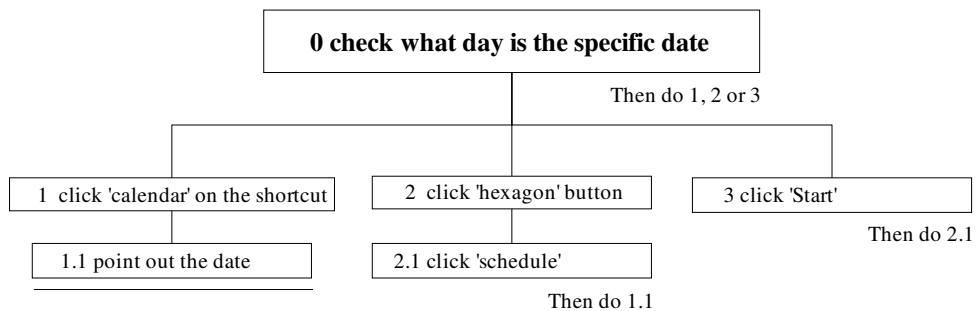 0 check what day is the specific date
Then do 1, 2 or 3
1 click 'calendar' on the shortcut
2 click 'hexagon' button
3 click 'Start'
Then do 2.1
1.1 point out the date
2.1 click 'schedule'
Then do 1.1